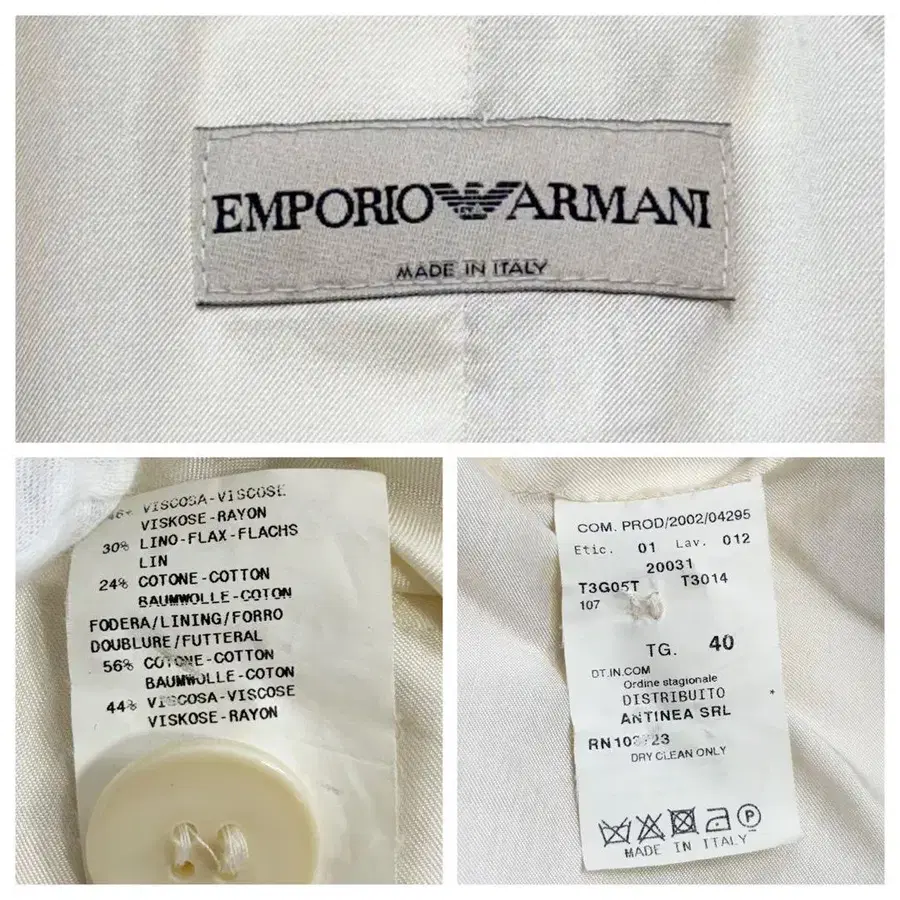 EMPORIO ARMANI
MADE IN ITALY
46% VISCOSA-VISCOSE
VISKOSE-RAYON
30% LINO-FLAX-FLACHS
LIN
24% COTONE-COTTON
BAUMWOLLE-COTON
FODERA/LINING/FORRO
DOUBLURE/FUTTERAL
56% COTONE-COTTON
BAUMWOLLE-COTON
44% VISCOSA-VISCOSE
VISKOSE-RAYON
COM. PROD/2002/04295
Etic. 01 Lav. 012
20031
T3G05T T3014
107
TG. 40
DT.IN.COM
Ordine stagionale
DISTRIBUITO *
ANTINEA SRL
DRY CLEAN ONLY
P
MADE IN ITALY